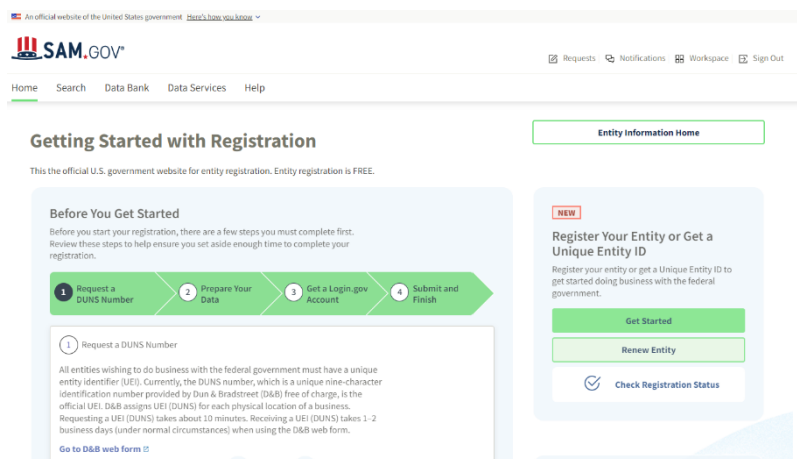 An official website of the United States government Here's how you know
SAM.GOV®
Requests Notifications Workspace Sign Out
Home Search Data Bank Data Services Help
Getting Started with Registration
Entity Information Home
This the official U.S. government website for entity registration. Entity registration is FREE.
Before You Get Started
Before you start your registration, there are a few steps you must complete first.
Review these steps to help ensure you set aside enough time to complete your
registration.
1 Request a
DUNS Number
2 Prepare Your
Data
3 Get a Login.gov
Account
4 Submit and
Finish
1 Request a DUNS Number
All entities wishing to do business with the federal government must have a unique
entity identifier (UEI). Currently, the DUNS number, which is a unique nine-character
identification number provided by Dun & Bradstreet (D&B) free of charge, is the
official UEI. D&B assigns UEI (DUNS) for each physical location of a business.
Requesting a UEI (DUNS) takes about 10 minutes. Receiving a UEI (DUNS) takes 1–2
business days (under normal circumstances) when using the D&B web form.
Go to D&B web form
NEW
Register Your Entity or Get a
Unique Entity ID
Register your entity or get a Unique Entity ID to
get started doing business with the federal
government.
Get Started
Renew Entity
Check Registration Status